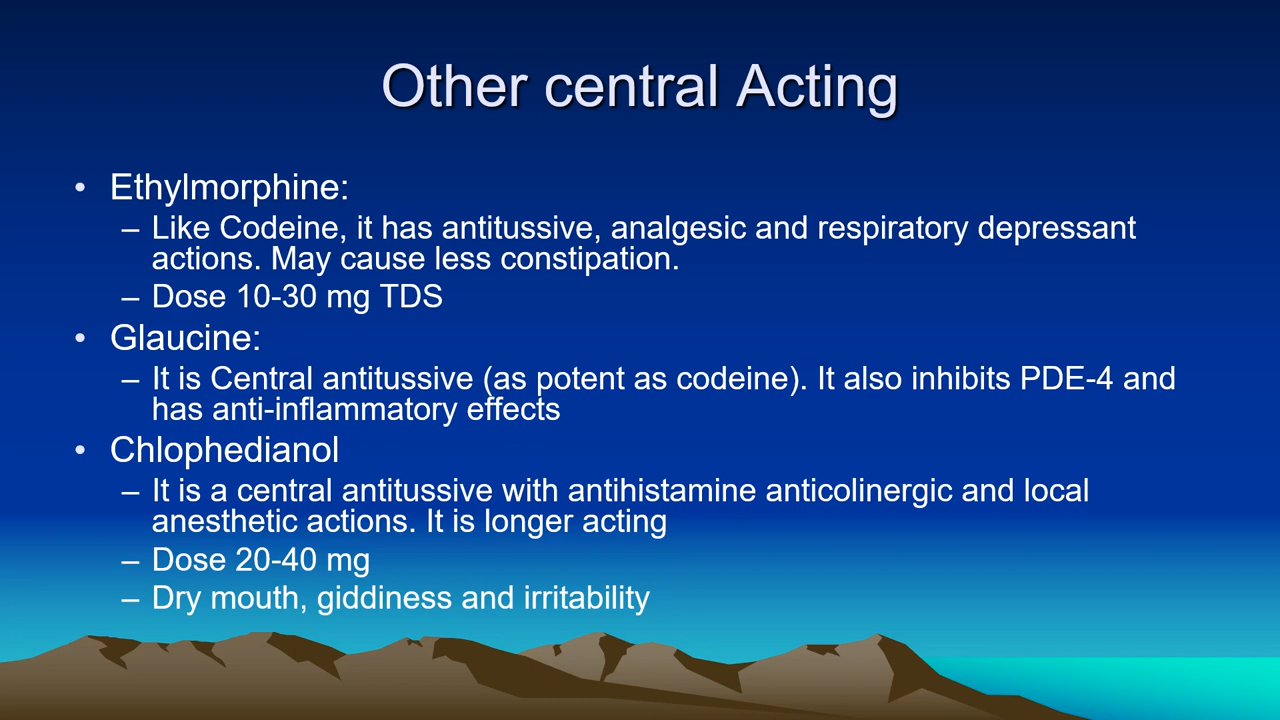 Other central Acting
• Ethylmorphine:
– Like Codeine, it has antitussive, analgesic and respiratory depressant
actions. May cause less constipation.
– Dose 10-30 mg TDS
• Glaucine:
– It is Central antitussive (as potent as codeine). It also inhibits PDE-4 and
has anti-inflammatory effects
• Chlophedianol
– It is a central antitussive with antihistamine anticolinergic and local
anesthetic actions. It is longer acting
– Dose 20-40 mg
– Dry mouth, giddiness and irritability